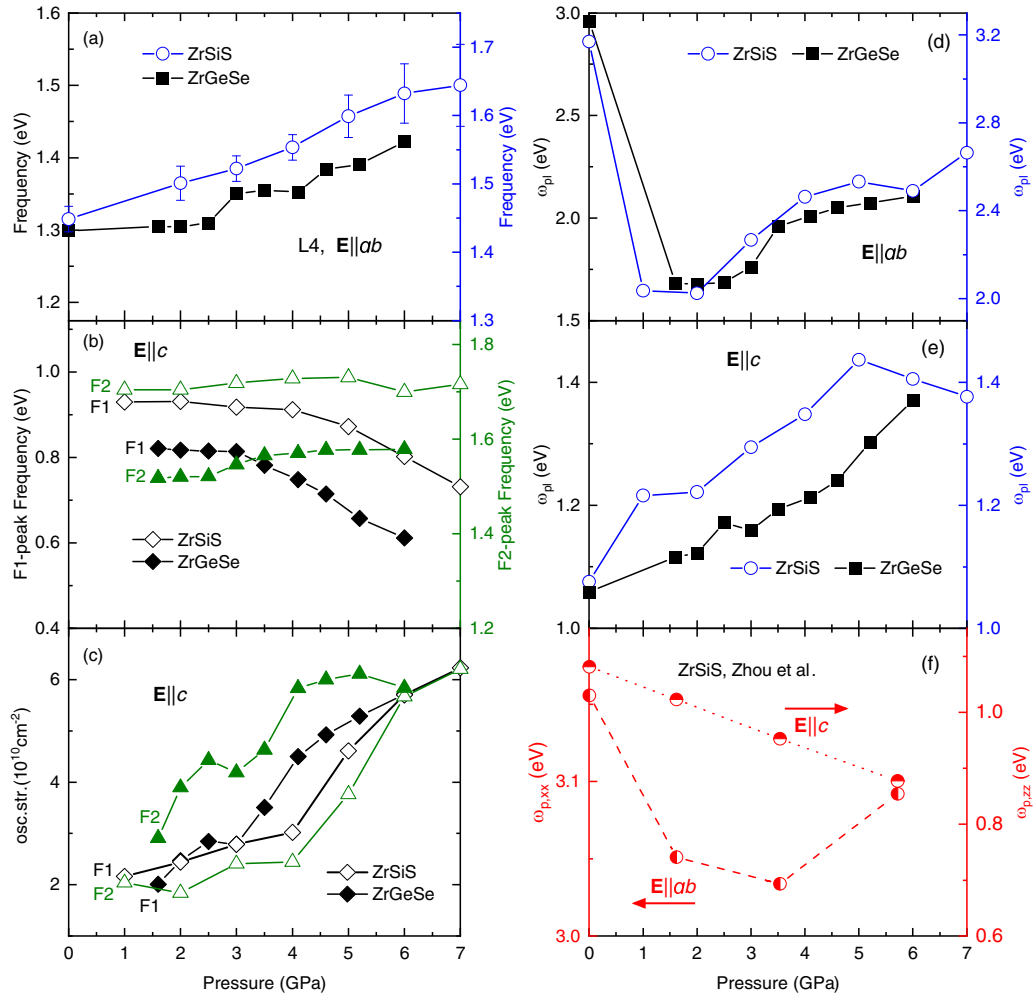 (a)
ZrSiS
ZrGeSe
L4, E||ab
Frequency (eV)
1.6
1.5
1.4
1.3
1.2
Frequency (eV)
1.7
1.6
1.5
1.4
1.3
(b)
E||c
F2
F1
F1
F2
ZrSiS
ZrGeSe
F1-peak Frequency (eV)
1.0
0.8
0.6
0.4
F2-peak Frequency (eV)
1.8
1.6
1.4
1.2
(c)
E||c
F2
F1
F2
F1
ZrSiS
ZrGeSe
osc.str.(10^10cm^-2)
6
4
2
0 1 2 3 4 5 6 7
Pressure (GPa)
(d)
ZrSiS ZrGeSe
E||ab
ω_pl (eV)
3.0
2.5
2.0
1.5
ω_pl (eV)
3.2
2.8
2.4
2.0
(e)
E||c
ZrSiS ZrGeSe
ω_pl (eV)
1.4
1.2
1.0
ω_pl (eV)
1.4
1.2
1.0
(f)
ZrSiS, Zhou et al.
E||c
E||ab
ω_p,xx (eV)
3.1
3.0
ω_p,zz (eV)
1.0
0.8
0.6
0 1 2 3 4 5 6 7
Pressure (GPa)